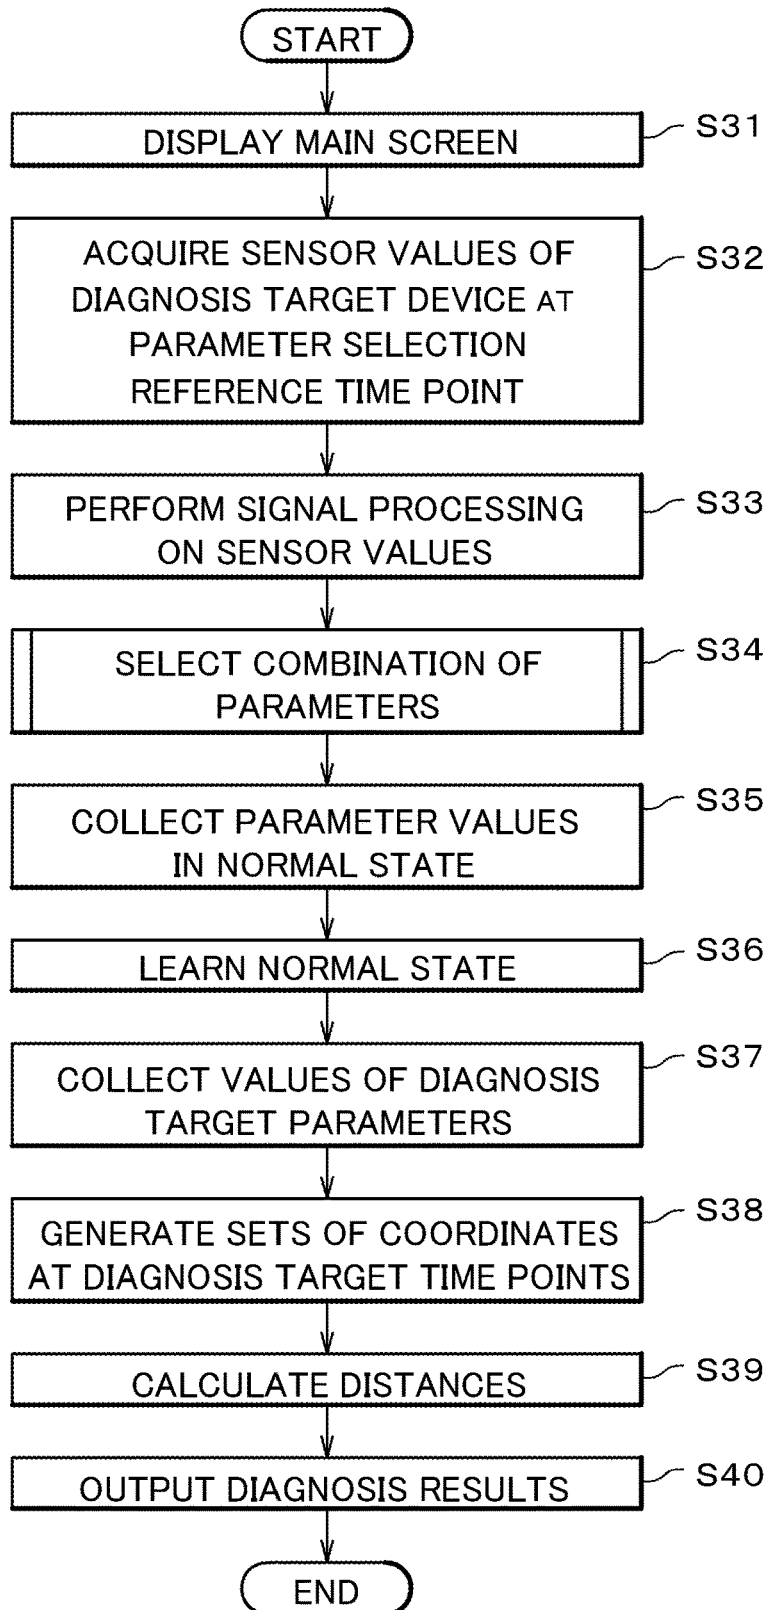 START
DISPLAY MAIN SCREEN
S31
ACQUIRE SENSOR VALUES OF
DIAGNOSIS TARGET DEVICE AT
PARAMETER SELECTION
REFERENCE TIME POINT
S32
PERFORM SIGNAL PROCESSING
ON SENSOR VALUES
S33
SELECT COMBINATION OF
PARAMETERS
S34
COLLECT PARAMETER VALUES
IN NORMAL STATE
S35
LEARN NORMAL STATE
S36
COLLECT VALUES OF DIAGNOSIS
TARGET PARAMETERS
S37
GENERATE SETS OF COORDINATES
AT DIAGNOSIS TARGET TIME POINTS
S38
CALCULATE DISTANCES
S39
OUTPUT DIAGNOSIS RESULTS
S40
END